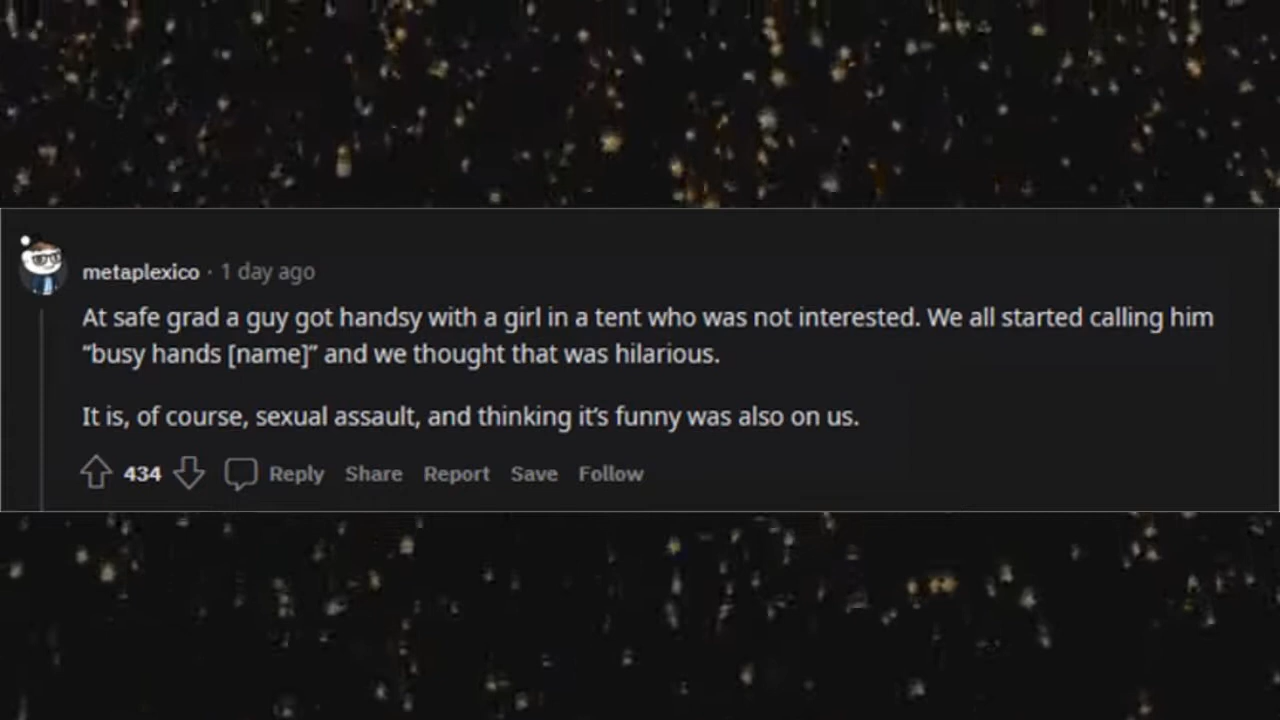 metaplexico · 1 day ago
At safe grad a guy got handsy with a girl in a tent who was not interested. We all started calling him
“busy hands [name]” and we thought that was hilarious.
It is, of course, sexual assault, and thinking it’s funny was also on us.
434 Reply Share Report Save Follow